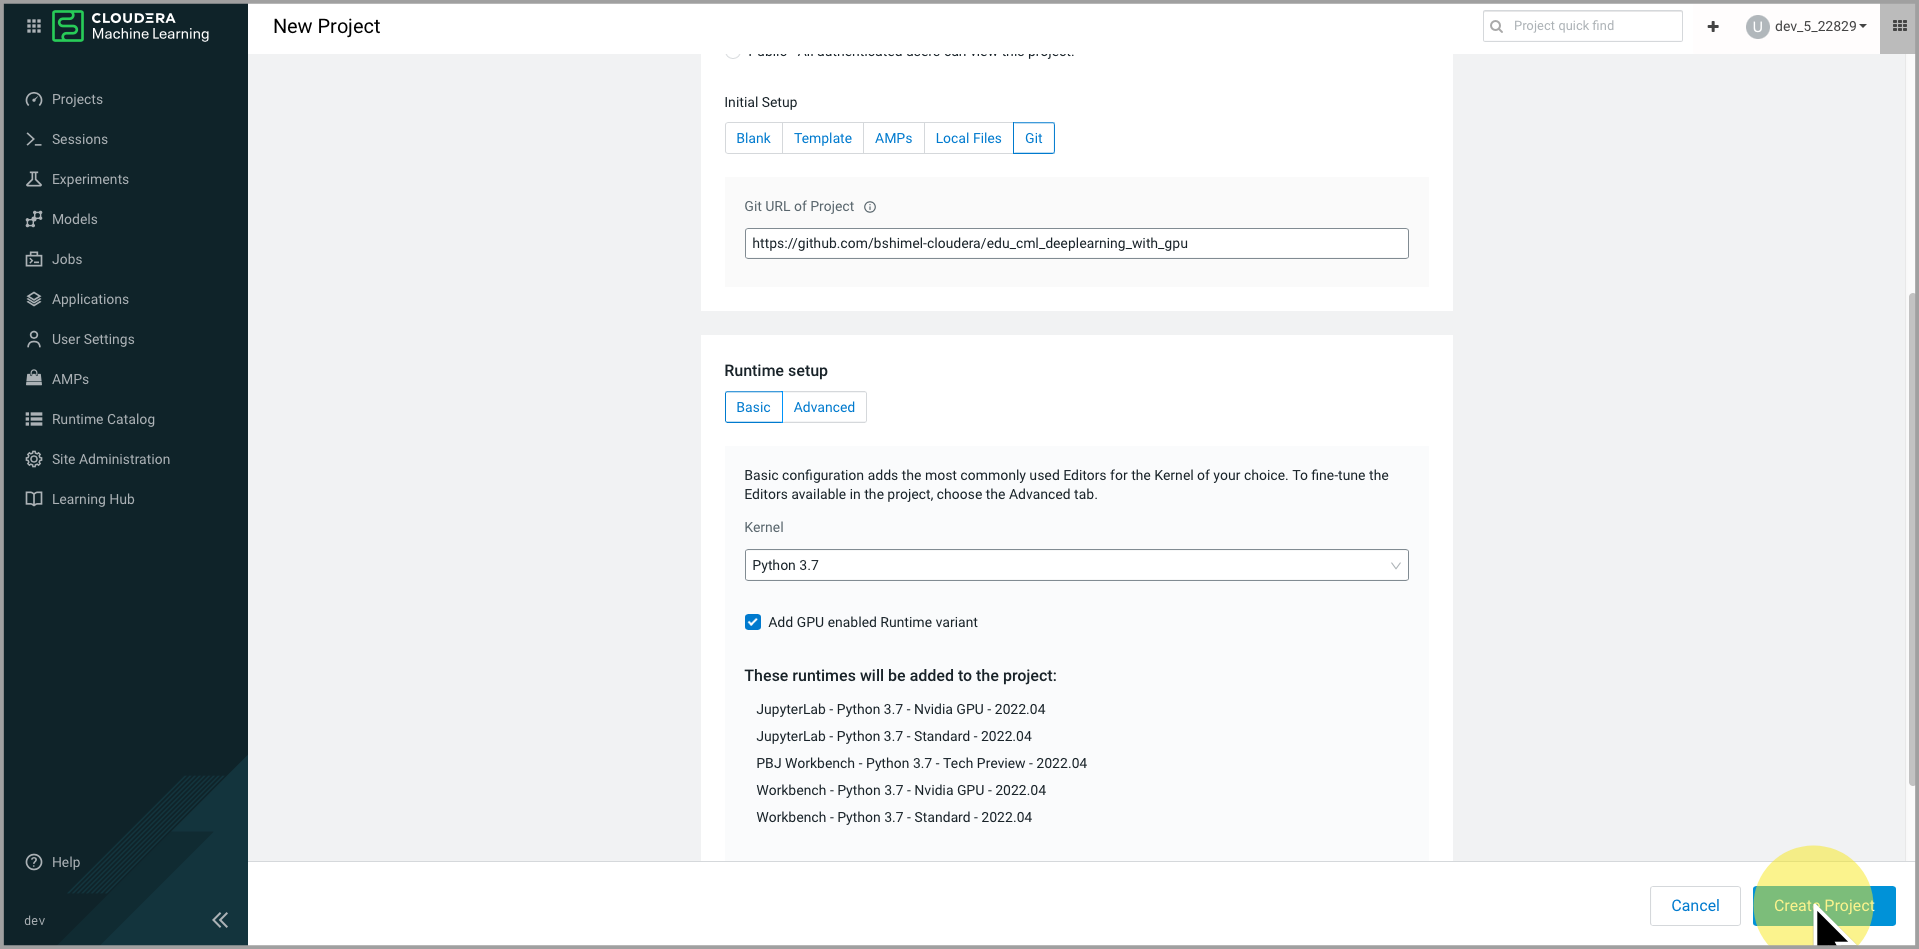 CLOUDERA
Machine Learning
New Project
Project quick find
U
dev_5_22829
Projects
Sessions
Experiments
Models
Jobs
Applications
User Settings
AMPs
Runtime Catalog
Site Administration
Learning Hub
Help
dev
Public - All authenticated users can view this project.
Initial Setup
Blank
Template
AMPs
Local Files
Git
Git URL of Project
https://github.com/bshimel-cloudera/edu_cml_deeplearning_with_gpu
Runtime setup
Basic
Advanced
Basic configuration adds the most commonly used Editors for the Kernel of your choice. To fine-tune the
Editors available in the project, choose the Advanced tab.
Kernel
Python 3.7
Add GPU enabled Runtime variant
These runtimes will be added to the project:
JupyterLab - Python 3.7 - Nvidia GPU - 2022.04
JupyterLab - Python 3.7 - Standard - 2022.04
PBJ Workbench - Python 3.7 - Tech Preview - 2022.04
Workbench - Python 3.7 - Nvidia GPU - 2022.04
Workbench - Python 3.7 - Standard - 2022.04
Cancel
Create Project